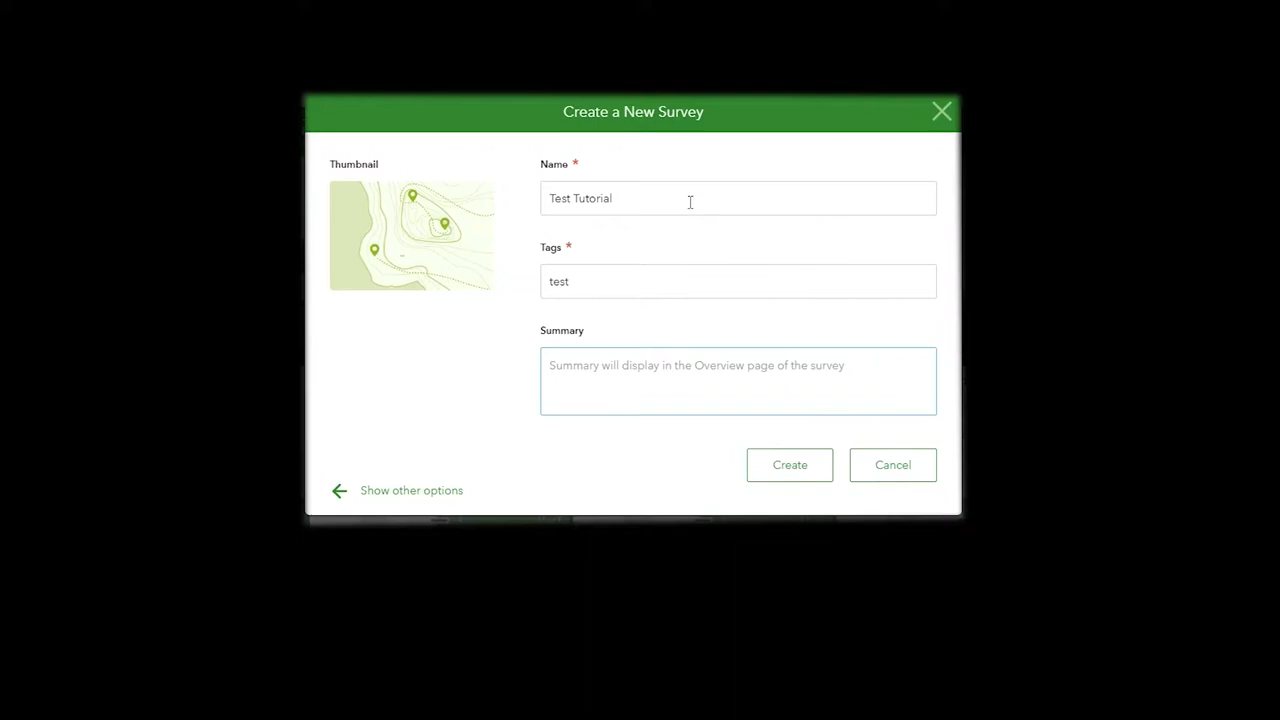 Create a New Survey
Thumbnail
Name *
Test Tutorial
Tags *
test
Summary
Summary will display in the Overview page of the survey
Create
Cancel
Show other options